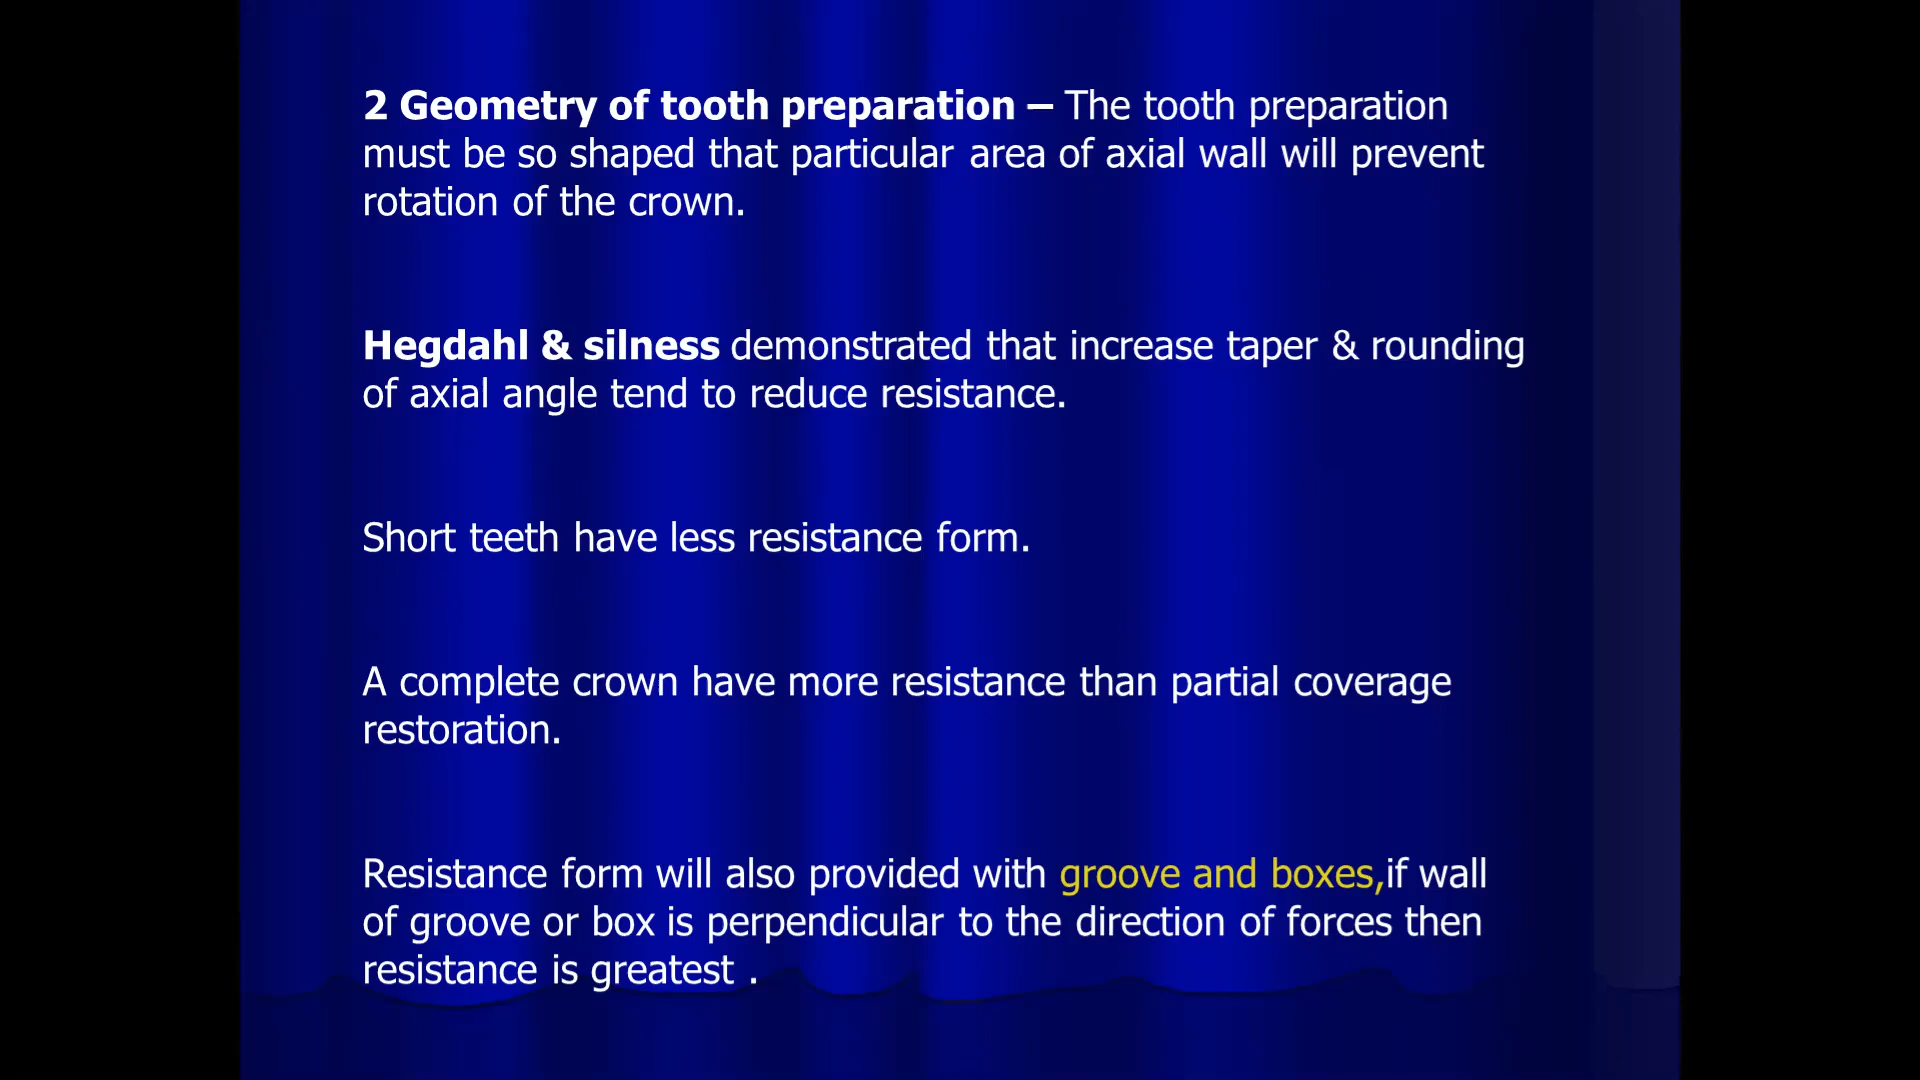 2 Geometry of tooth preparation – The tooth preparation
must be so shaped that particular area of axial wall will prevent
rotation of the crown.
Hegdahl & silness demonstrated that increase taper & rounding
of axial angle tend to reduce resistance.
Short teeth have less resistance form.
A complete crown have more resistance than partial coverage
restoration.
Resistance form will also provided with groove and boxes,if wall
of groove or box is perpendicular to the direction of forces then
resistance is greatest .